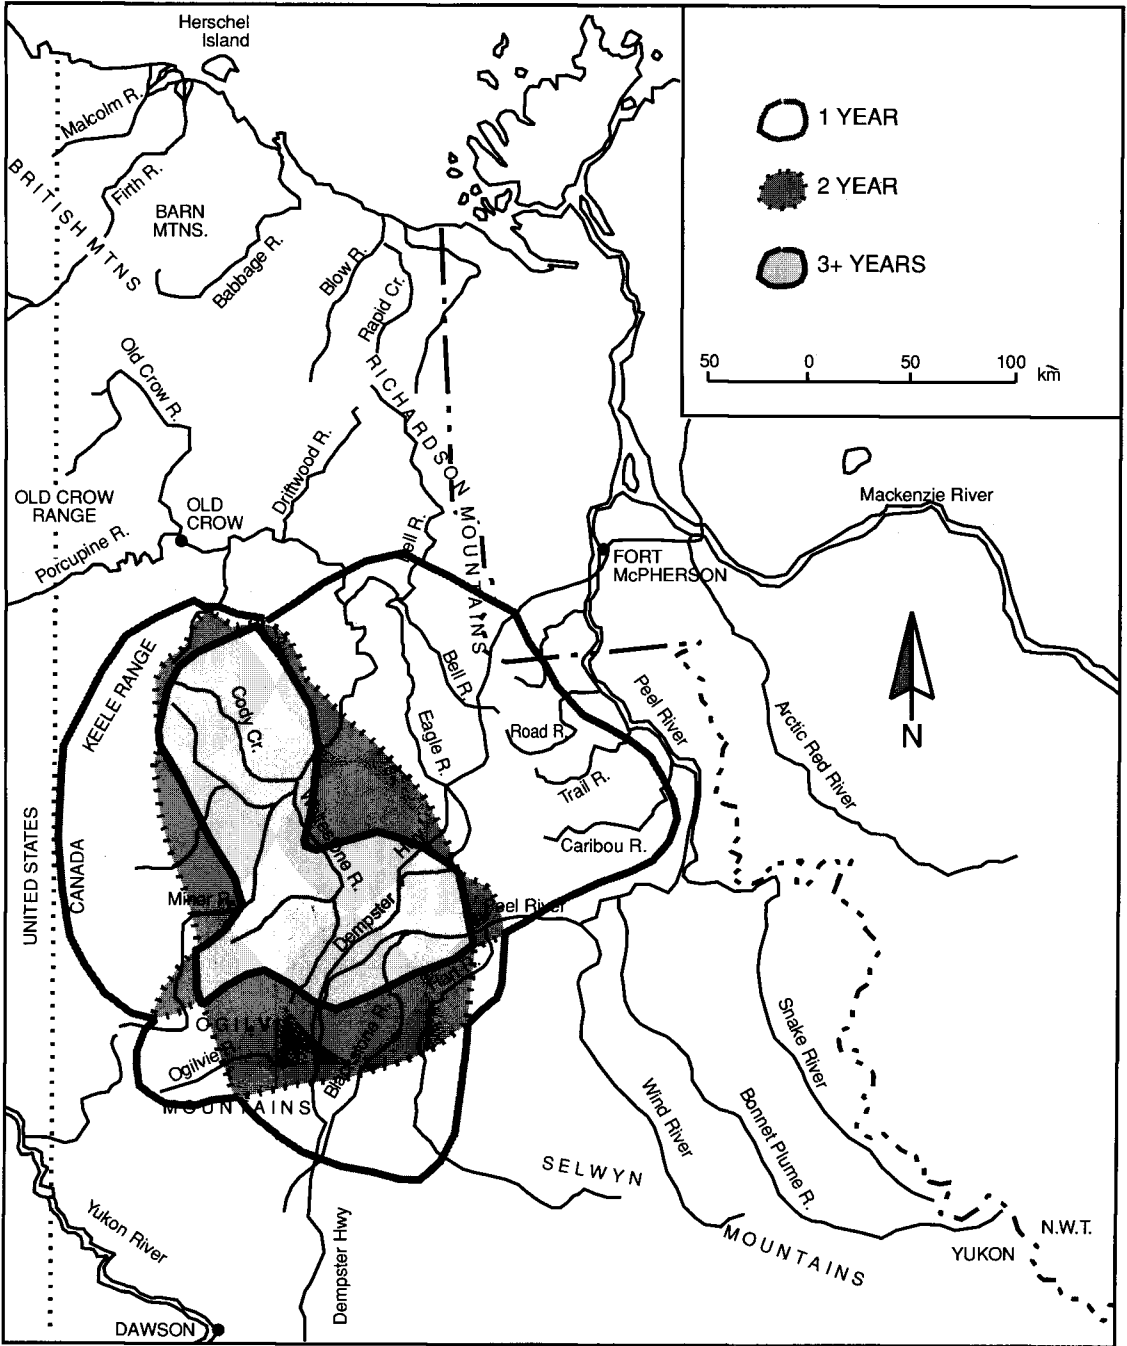 Herschel
Island
Malcolm R.
Firth R.
BRITISH MTNS
BARN
MTNS.
Babbage R.
Blow R.
Rapid Cr.
1 YEAR
2 YEAR
3+ YEARS
50 0 50 100
km
Old Crow R.
RICHARDSON MOUNTAINS
Driftwood R.
OLD CROW
RANGE
OLD
CROW
Porcupine R.
Mackenzie River
FORT
McPHERSON
ell R.
KEELE RANGE
Cody Cr.
Bell R.
Eagle R.
Road R.
Trail R.
Caribou R.
Peel River
Arctic Red River
N
UNITED STATES
CANADA
Miner R.
Dempster
Peel River
OGILVI
Ogilvie R.
MOUNTAINS
Blackstone R.
Snake River
Wind River
Bonnet Plume R.
SELWYN
MOUNTAINS
Yukon River
Dempster Hwy
DAWSON
N.W.T.
YUKON